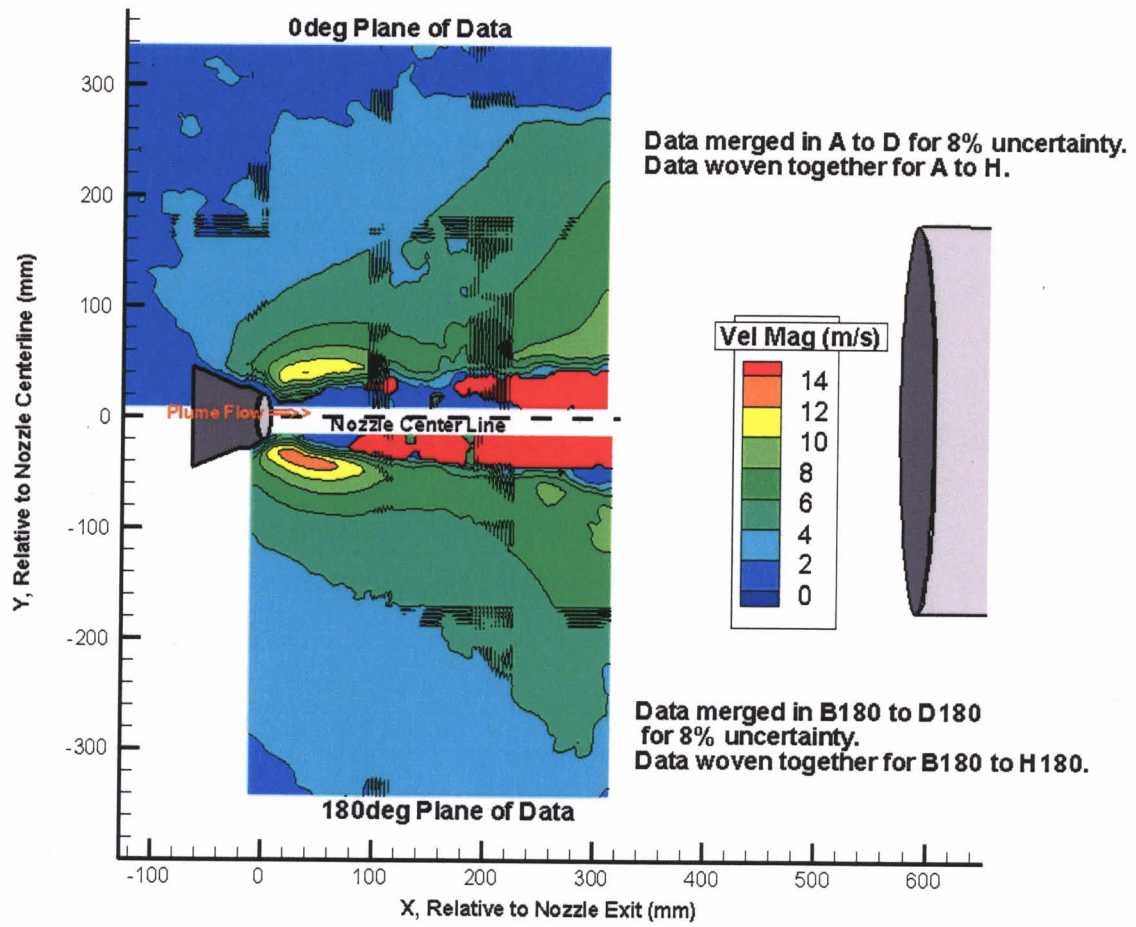 0deg Plane of Data
300
200
100
0
-100
-200
-300
Y, Relative to Nozzle Centerline (mm)
Data merged in A to D for 8% uncertainty.
Data woven together for A to H.
Vel Mag (m/s)
14
12
10
8
6
4
2
0
Plume Flow =>>>
Nozzle Center Line
Data merged in B180 to D180
for 8% uncertainty.
Data woven together for B180 to H180.
180deg Plane of Data
-100
0
100
200
300
400
500
600
X, Relative to Nozzle Exit (mm)